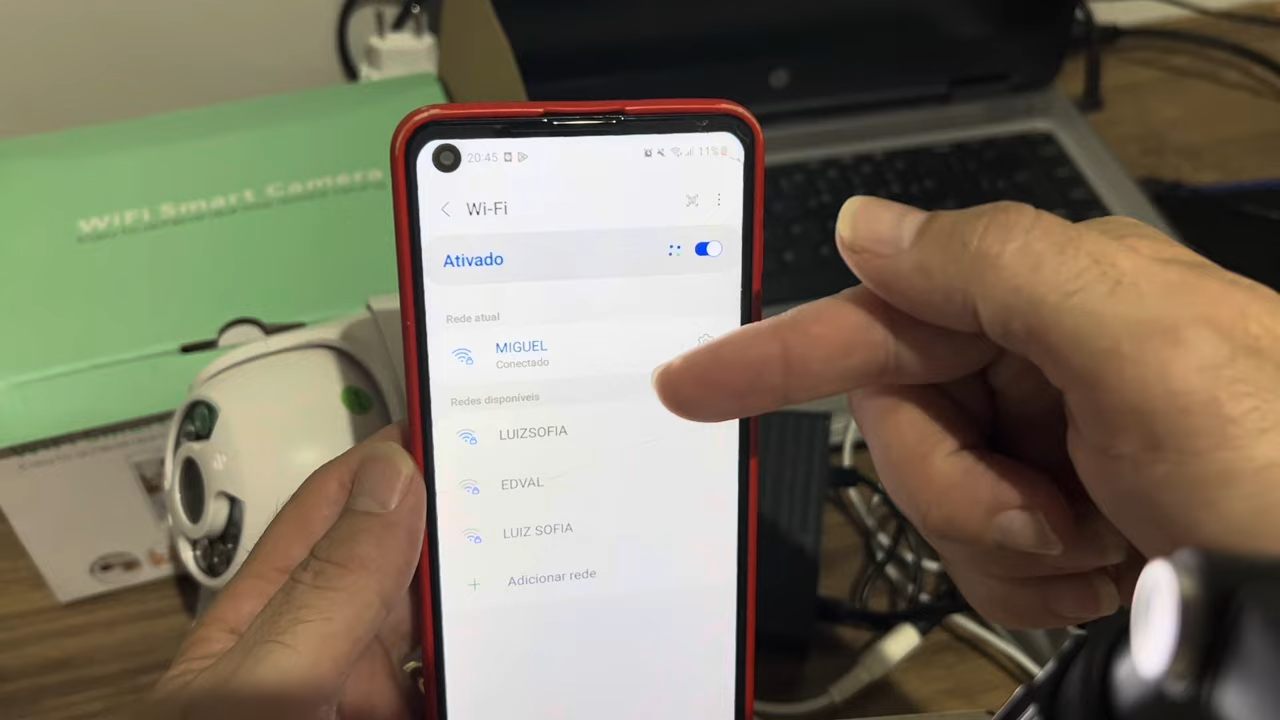 WiFi Smart Camera
20:45
11%
Wi-Fi
Ativado
Rede atual
MIGUEL
Conectado
Redes disponíveis
LUIZSOFIA
EDVAL
LUIZ SOFIA
Adicionar rede